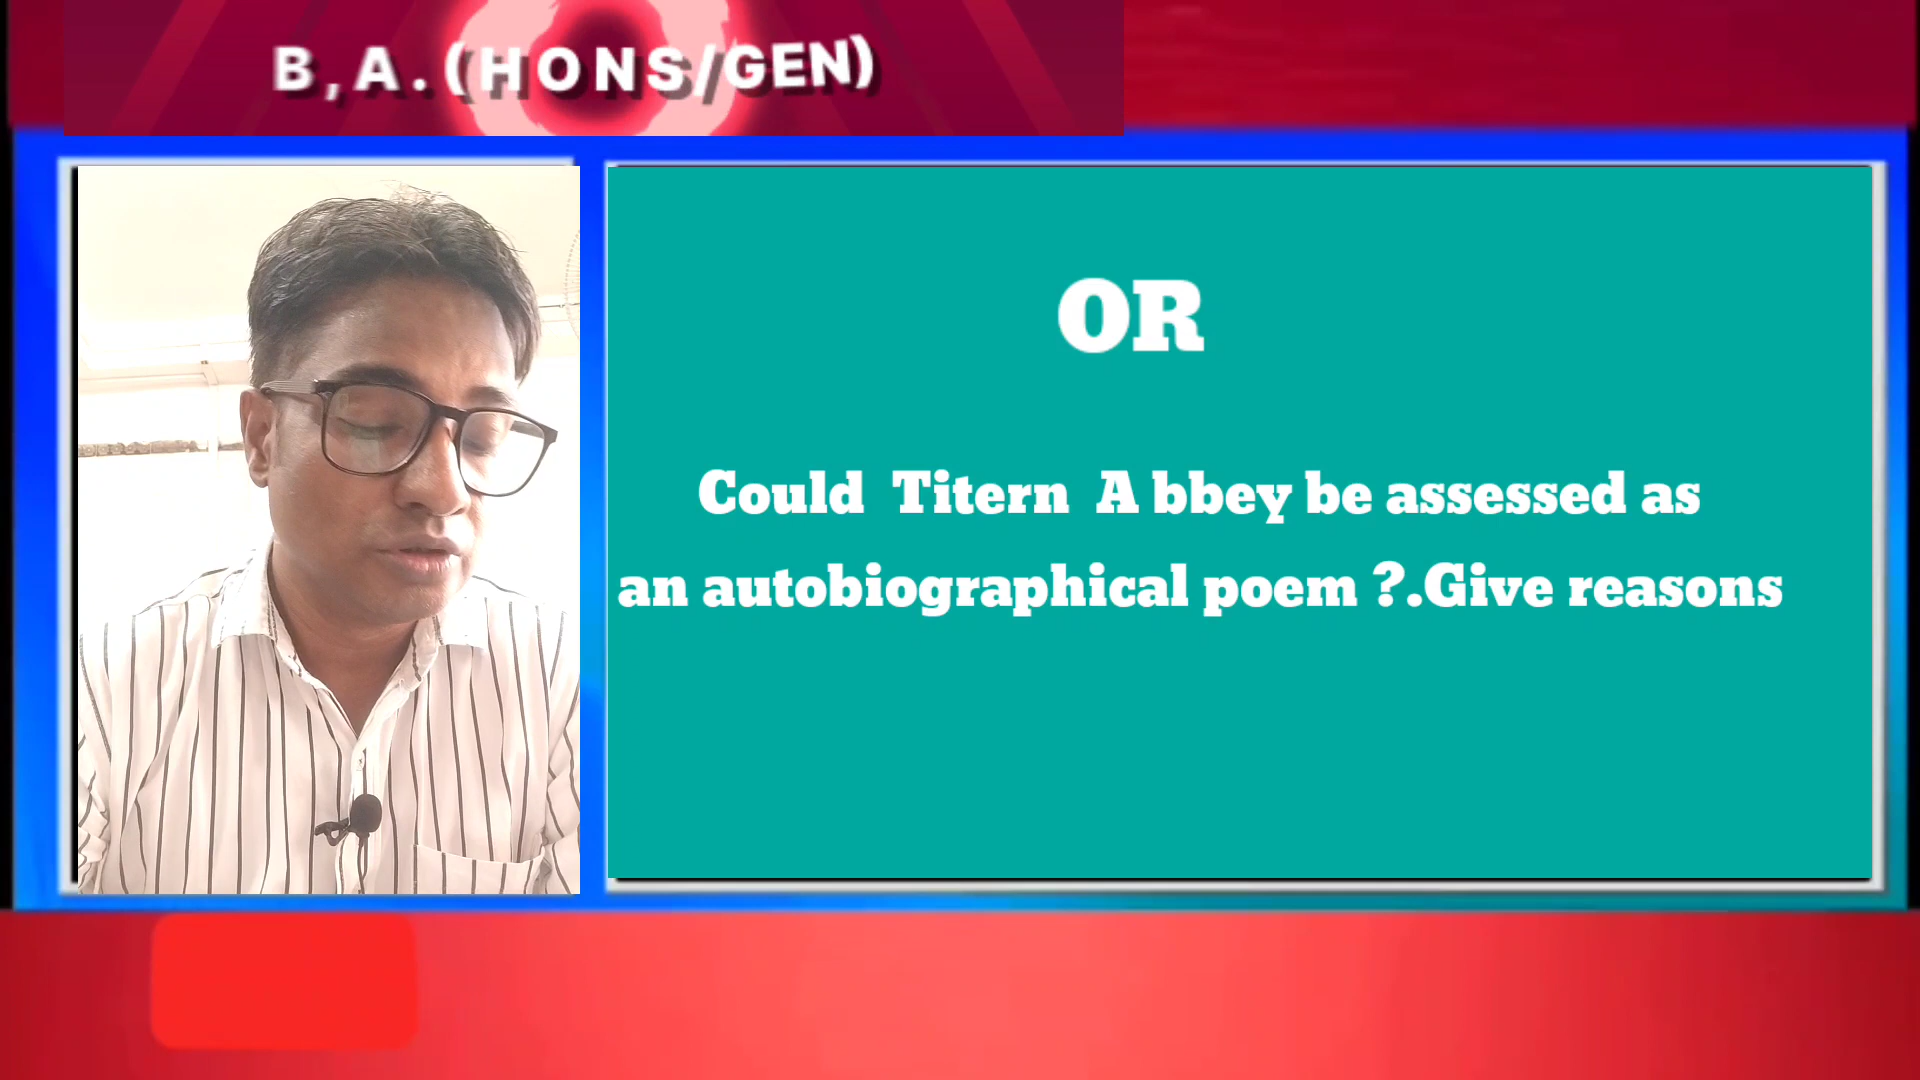 B,A.(HONS/GEN)
OR
Could Titern A bbey be assessed as
an autobiographical poem ?.Give reasons